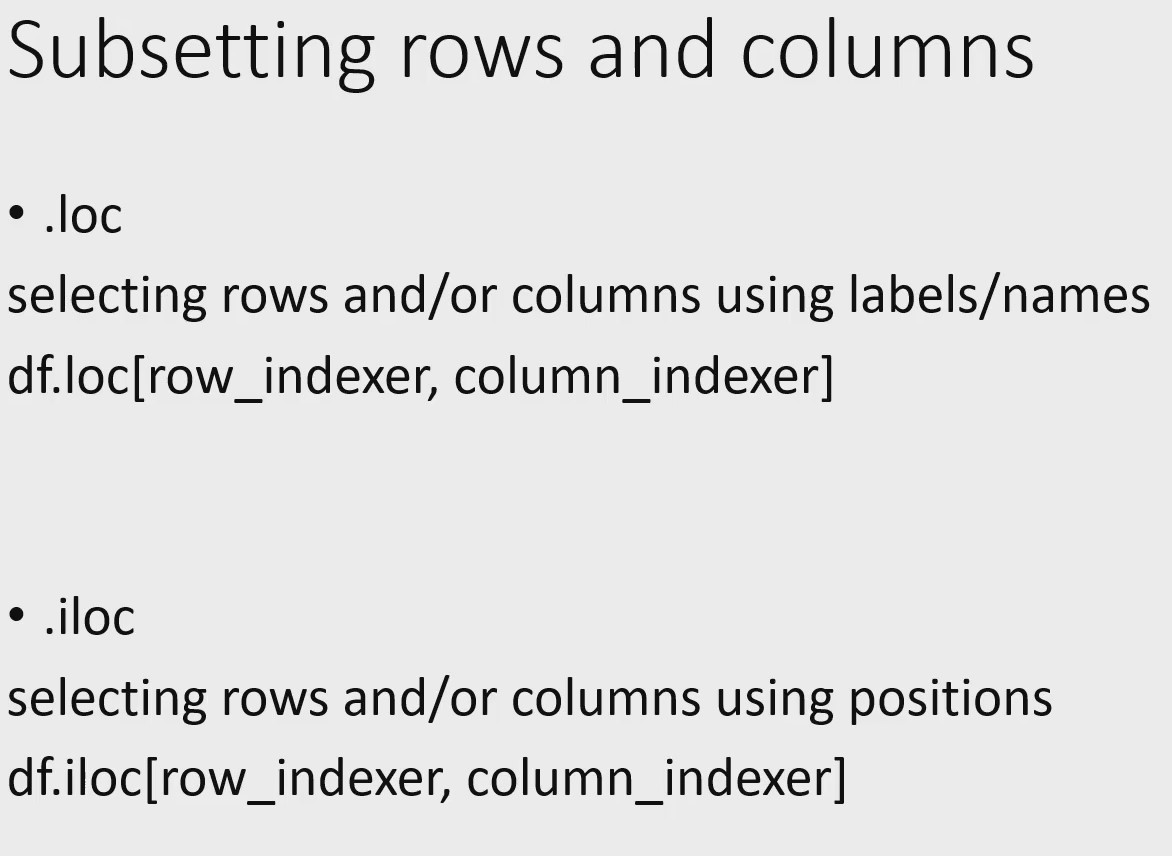 Subsetting rows and columns
• .loc
selecting rows and/or columns using labels/names
df.loc[row_indexer, column_indexer]
• .iloc
selecting rows and/or columns using positions
df.iloc[row_indexer, column_indexer]